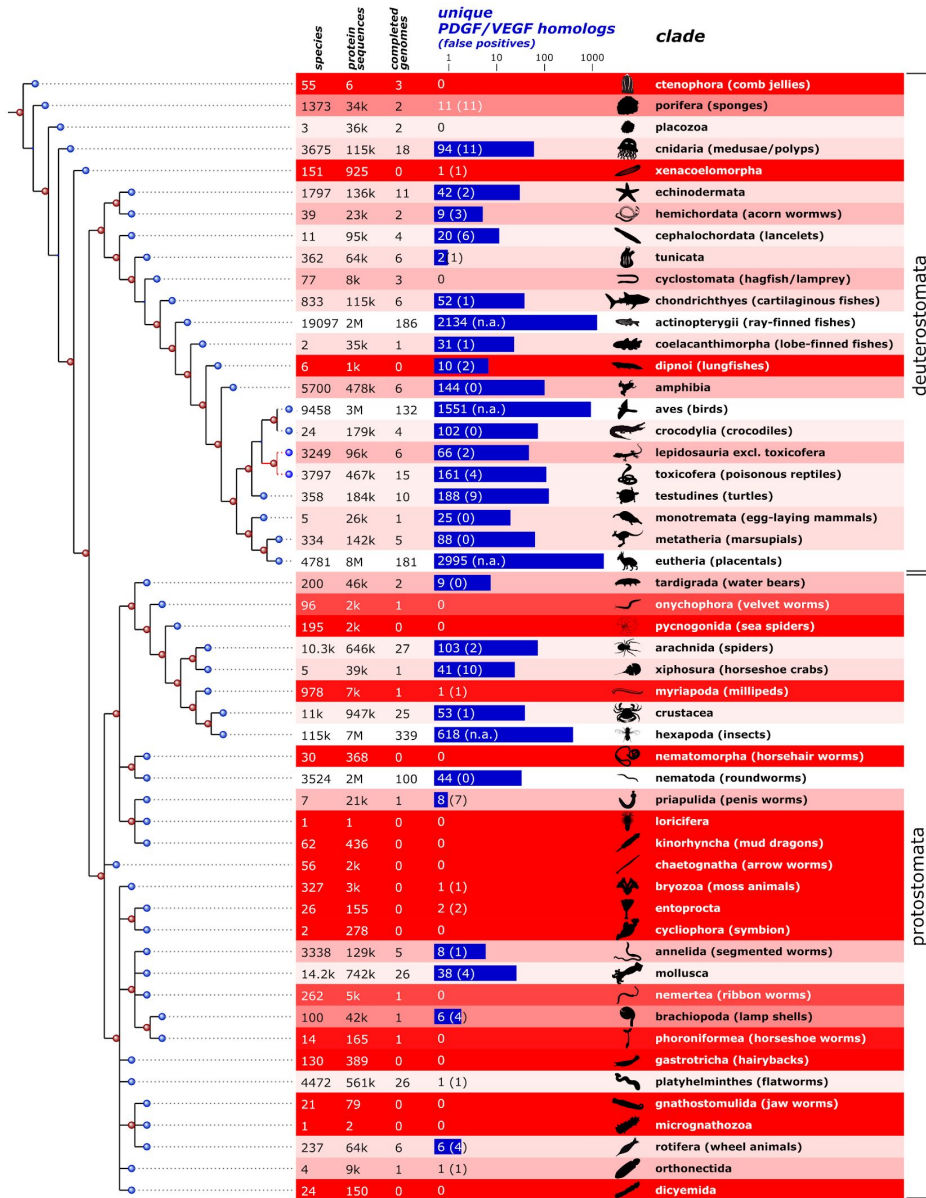 unique
PDGF/VEGF homologs
(false positives)
species
protein sequences
completed genomes
clade
1 10 100 1000
55 6 3 0 ctenophora (comb jellies)
1373 34k 2 11 (11) porifera (sponges)
3 36k 2 0 placozoa
3675 115k 18 94 (11) cnidaria (medusae/polyps)
151 925 0 1 (1) xenacoelomorpha
1797 136k 11 42 (2) echinodermata
39 23k 2 9 (3) hemichordata (acorn wormws)
11 95k 4 20 (6) cephalochordata (lancelets)
362 64k 6 2 (1) tunicata
77 8k 3 0 cyclostomata (hagfish/lamprey)
833 115k 6 52 (1) chondrichthyes (cartilaginous fishes)
19097 2M 186 2134 (n.a.) actinopterygii (ray-finned fishes)
2 35k 1 31 (1) coelacanthimorpha (lobe-finned fishes)
6 1k 0 10 (2) dipnoi (lungfishes)
5700 478k 6 144 (0) amphibia
9458 3M 132 1551 (n.a.) aves (birds)
24 179k 4 102 (0) crocodylia (crocodiles)
3249 96k 6 66 (2) lepidosauria excl. toxicofera
3797 467k 15 161 (4) toxicofera (poisonous reptiles)
358 184k 10 188 (9) testudines (turtles)
5 26k 1 25 (0) monotremata (egg-laying mammals)
334 142k 5 88 (0) metatheria (marsupials)
4781 8M 181 2995 (n.a.) eutheria (placentals)
deuterostomata
200 46k 2 9 (0) tardigrada (water bears)
96 2k 1 0 onychophora (velvet worms)
195 2k 0 0 pycnogonida (sea spiders)
10.3k 646k 27 103 (2) arachnida (spiders)
5 39k 1 41 (10) xiphosura (horseshoe crabs)
978 7k 1 1 (1) myriapoda (millipeds)
11k 947k 25 53 (1) crustacea
115k 7M 339 618 (n.a.) hexapoda (insects)
30 368 0 0 nematomorpha (horsehair worms)
3524 2M 100 44 (0) nematoda (roundworms)
7 21k 1 8 (7) priapulida (penis worms)
1 1 0 0 loricifera
62 436 0 0 kinorhyncha (mud dragons)
56 2k 0 0 chaetognatha (arrow worms)
327 3k 0 1 (1) bryozoa (moss animals)
26 155 0 2 (2) entoprocta
2 278 0 0 cycliophora (symbion)
3338 129k 5 8 (1) annelida (segmented worms)
14.2k 742k 26 38 (4) mollusca
262 5k 1 0 nemertea (ribbon worms)
100 42k 1 6 (4) brachiopoda (lamp shells)
14 165 1 0 phoroniformea (horseshoe worms)
130 389 0 0 gastrotricha (hairybacks)
4472 561k 26 1 (1) platyhelminthes (flatworms)
21 79 0 0 gnathostomulida (jaw worms)
1 2 0 0 micrognathozoa
237 64k 6 6 (4) rotifera (wheel animals)
4 9k 1 1 (1) orthonectida
24 150 0 0 dicyemida
protostomata